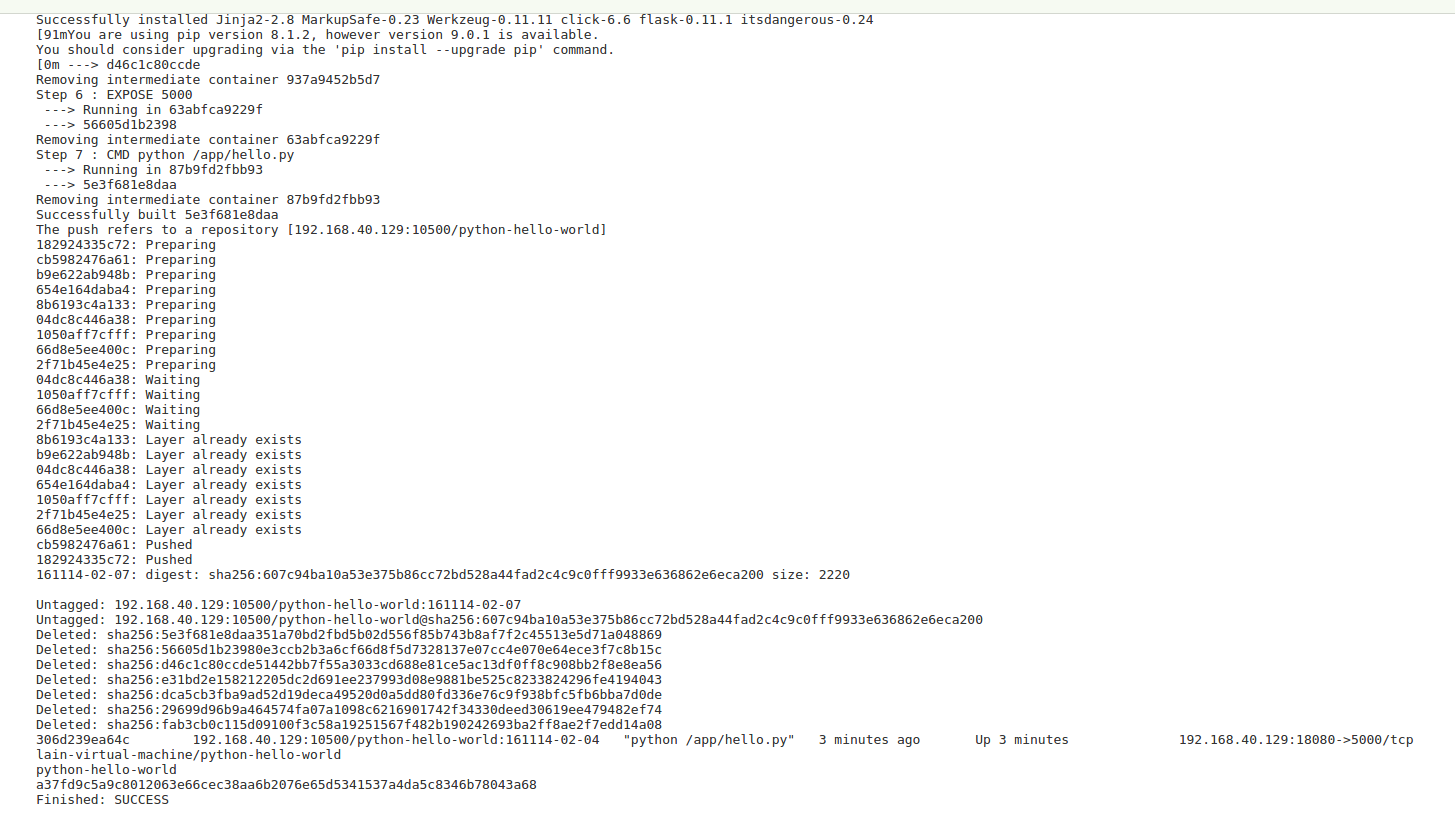 Successfully installed Jinja2-2.8 MarkupSafe-0.23 Werkzeug-0.11.11 click-6.6 flask-0.11.1 itsdangerous-0.24
[91mYou are using pip version 8.1.2, however version 9.0.1 is available.
You should consider upgrading via the 'pip install --upgrade pip' command.
[0m ---> d46c1c80ccde
Removing intermediate container 937a9452b5d7
Step 6 : EXPOSE 5000
 ---> Running in 63abfca9229f
 ---> 56605d1b2398
Removing intermediate container 63abfca9229f
Step 7 : CMD python /app/hello.py
 ---> Running in 87b9fd2fbb93
 ---> 5e3f681e8daa
Removing intermediate container 87b9fd2fbb93
Successfully built 5e3f681e8daa
The push refers to a repository [192.168.40.129:10500/python-hello-world]
182924335c72: Preparing
cb5982476a61: Preparing
b9e622ab948b: Preparing
654e164daba4: Preparing
8b6193c4a133: Preparing
04dc8c446a38: Preparing
1050aff7cfff: Preparing
66d8e5ee400c: Preparing
2f71b45e4e25: Preparing
04dc8c446a38: Waiting
1050aff7cfff: Waiting
66d8e5ee400c: Waiting
2f71b45e4e25: Waiting
8b6193c4a133: Layer already exists
b9e622ab948b: Layer already exists
04dc8c446a38: Layer already exists
654e164daba4: Layer already exists
1050aff7cfff: Layer already exists
2f71b45e4e25: Layer already exists
66d8e5ee400c: Layer already exists
cb5982476a61: Pushed
182924335c72: Pushed
161114-02-07: digest: sha256:607c94ba10a53e375b86cc72bd528a44fad2c4c9c0fff9933e636862e6eca200 size: 2220
Untagged: 192.168.40.129:10500/python-hello-world:161114-02-07
Untagged: 192.168.40.129:10500/python-hello-world@sha256:607c94ba10a53e375b86cc72bd528a44fad2c4c9c0fff9933e636862e6eca200
Deleted: sha256:5e3f681e8daa351a70bd2fbd5b02d556f85b743b8af7f2c45513e5d71a048869
Deleted: sha256:56605d1b23980e3ccb2b3a6cf66d8f5d7328137e07cc4e070e64ece3f7c8b15c
Deleted: sha256:d46c1c80ccde51442bb7f55a3033cd688e81ce5ac13df0ff8c908bb2f8e8ea56
Deleted: sha256:e31bd2e158212205dc2d691ee237993d08e9881be525c8233824296fe4194043
Deleted: sha256:dca5cb3fba9ad52d19deca49520d0a5dd80fd336e76c9f938bfc5fb6bba7d0de
Deleted: sha256:29699d96b9a464574fa07a1098c6216901742f34330deed30619ee479482ef74
Deleted: sha256:fab3cb0c115d09100f3c58a19251567f482b190242693ba2ff8ae2f7edd14a08
306d239ea64c        192.168.40.129:10500/python-hello-world:161114-02-04   "python /app/hello.py"   3 minutes ago       Up 3 minutes              192.168.40.129:18080->5000/tcp
lain-virtual-machine/python-hello-world
python-hello-world
a37fd9c5a9c8012063e66cec38aa6b2076e65d5341537a4da5c8346b78043a68
Finished: SUCCESS